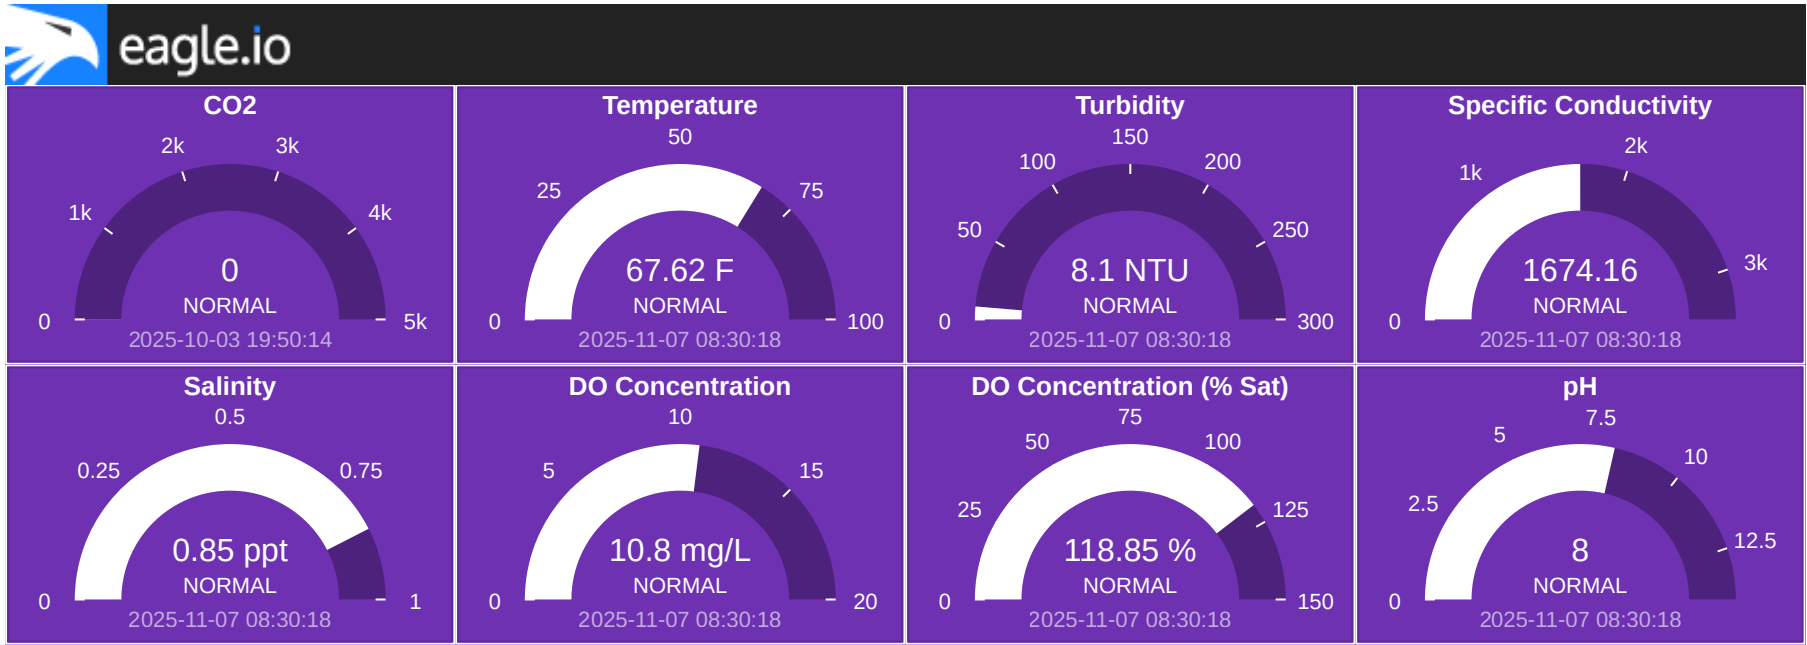 eagle.io
CO2
2k
3k
1k
4k
0
5k
0
NORMAL
2025-10-03 19:50:14
Temperature
50
25
75
0
100
67.62 F
NORMAL
2025-11-07 08:30:18
Turbidity
150
100
200
50
250
0
300
8.1 NTU
NORMAL
2025-11-07 08:30:18
Specific Conductivity
2k
1k
3k
0
1674.16
NORMAL
2025-11-07 08:30:18
Salinity
0.5
0.25
0.75
0
1
0.85 ppt
NORMAL
2025-11-07 08:30:18
DO Concentration
10
5
15
0
20
10.8 mg/L
NORMAL
2025-11-07 08:30:18
DO Concentration (% Sat)
75
50
100
25
125
0
150
118.85 %
NORMAL
2025-11-07 08:30:18
pH
7.5
5
10
2.5
12.5
0
8
NORMAL
2025-11-07 08:30:18